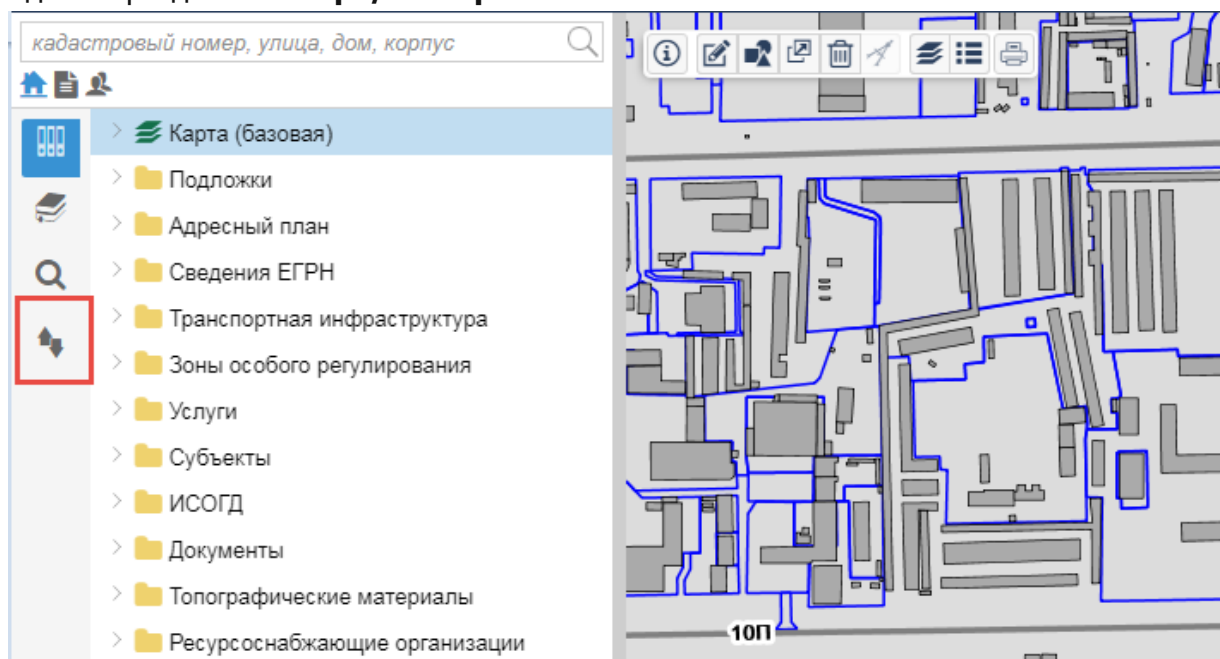 кадастровый номер, улица, дом, корпус
Карта (базовая)
Подложки
Адресный план
Сведения ЕГРН
Транспортная инфраструктура
Зоны особого регулирования
Услуги
Субъекты
ИСОГД
Документы
Топографические материалы
Ресурсоснабжающие организации
10П